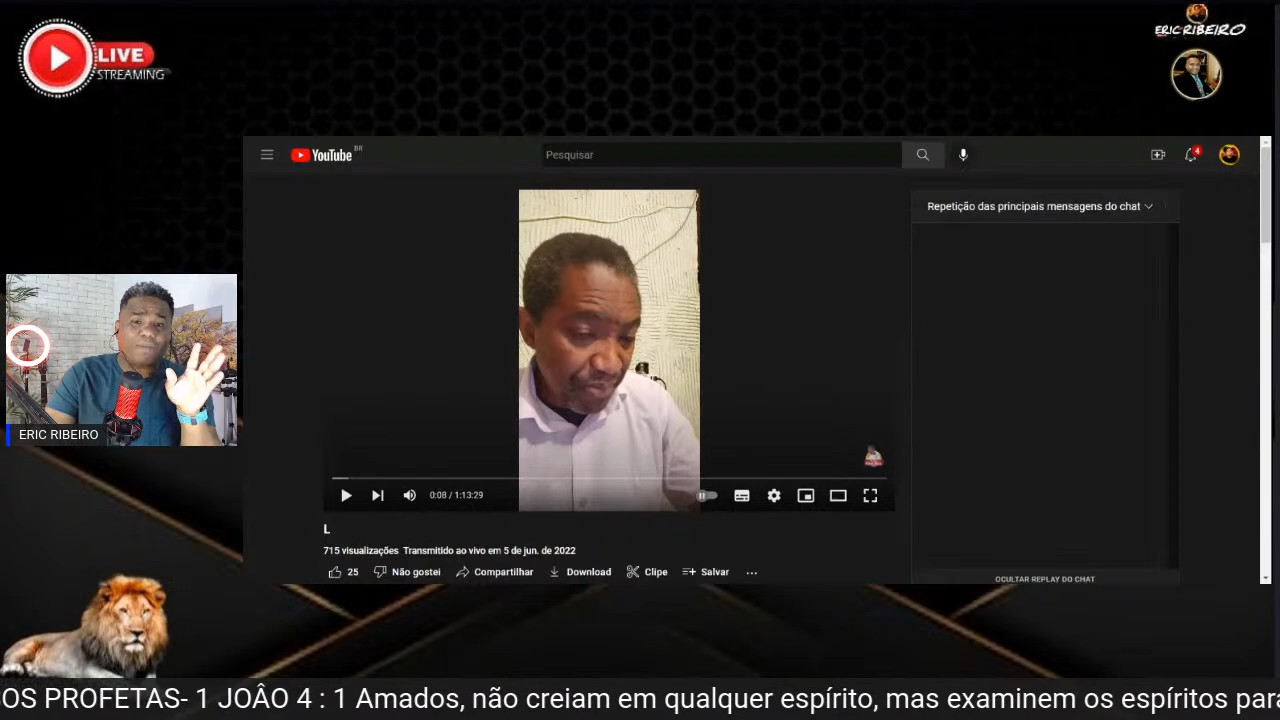 LIVE
STREAMING
ERIC RIBEIRO
YouTube BR
Pesquisar
4
Repetição das principais mensagens do chat
ERIC RIBEIRO
0:08 / 1:13:29
L
715 visualizações Transmitido ao vivo em 5 de jun. de 2022
25 Não gostei Compartilhar Download Clipe Salvar ...
OCULTAR REPLAY DO CHAT
OS PROFETAS- 1 JOÂO 4 : 1 Amados, não creiam em qualquer espírito, mas examinem os espíritos para